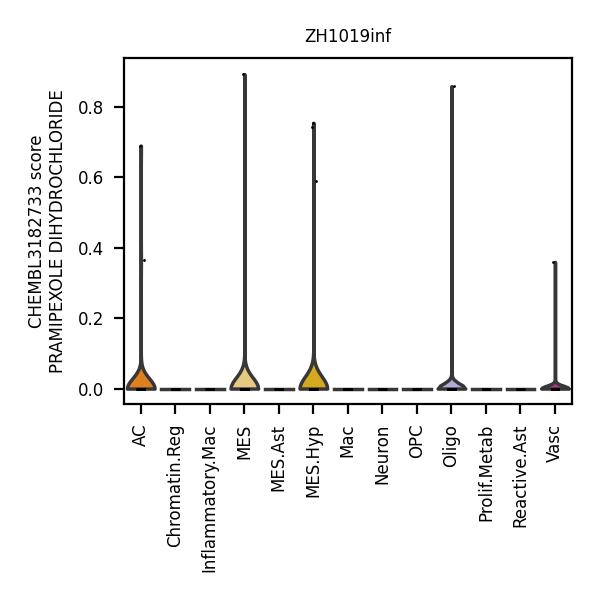 ZH1019inf
CHEMBL3182733 score
PRAMIPEXOLE DIHYDROCHLORIDE
0.8
0.6
0.4
0.2
0.0
AC
Chromatin.Reg
Inflammatory.Mac
MES
MES.Ast
MES.Hyp
Mac
Neuron
OPC
Oligo
Prolif.Metab
Reactive.Ast
Vasc